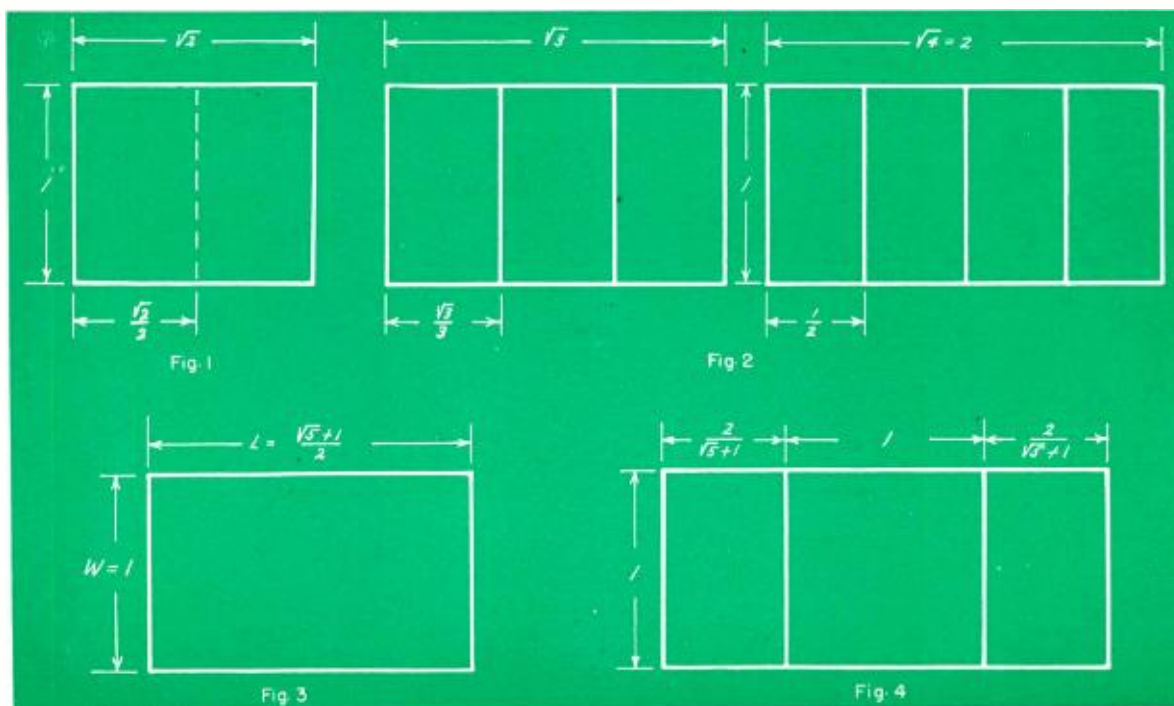 √2
√3
√4 = 2
1"
1
√2/2
√3/3
1/2
Fig. 1
Fig. 2
L = √5+1/2
2/√5+1
1
2/√5+1
W = 1
1
Fig. 3
Fig. 4